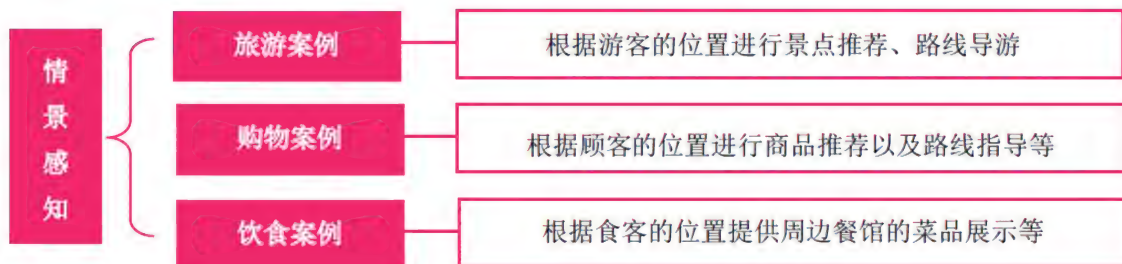 情景感知
旅游案例
根据游客的位置进行景点推荐、路线导游
购物案例
根据顾客的位置进行商品推荐以及路线指导等
饮食案例
根据食客的位置提供周边餐馆的菜品展示等